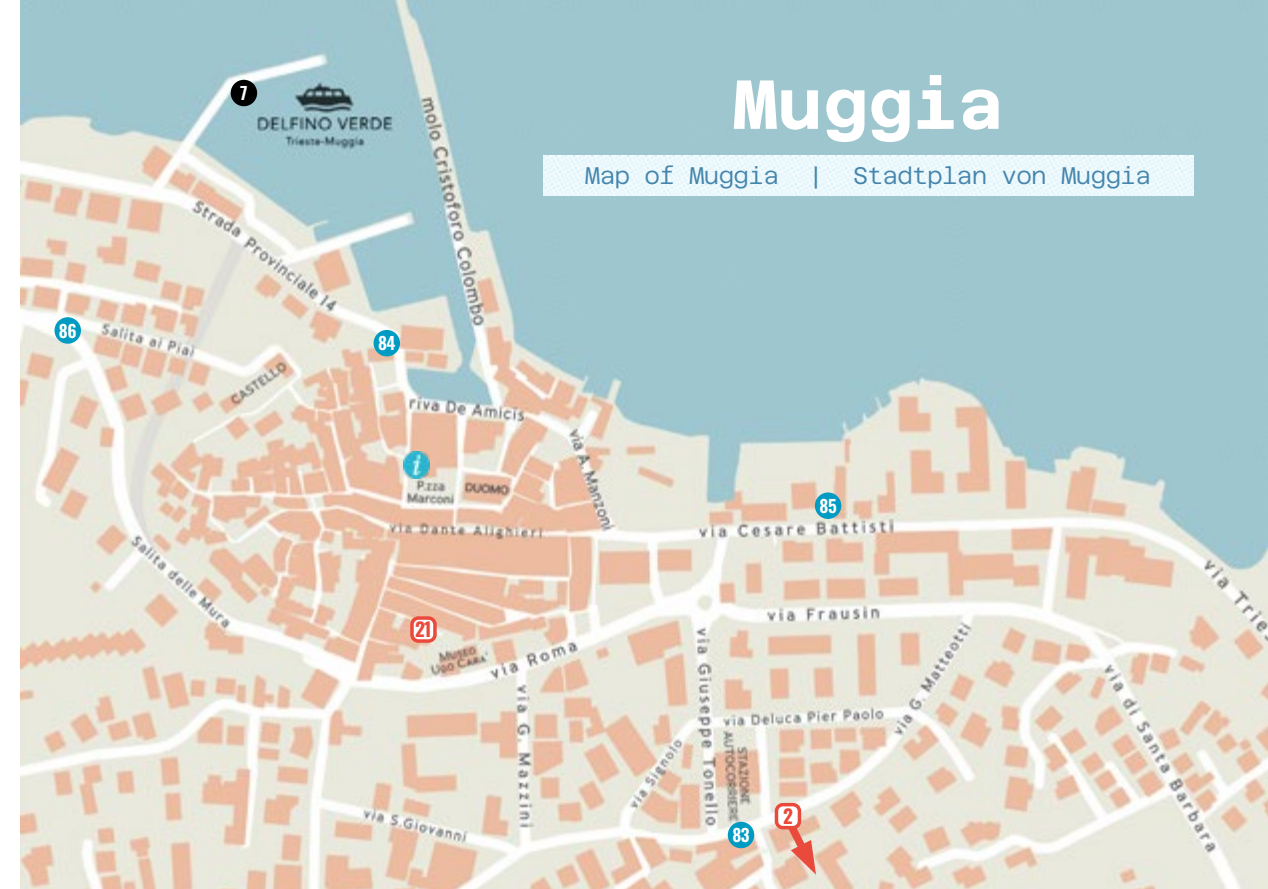 Muggia
Map of Muggia | Stadtplan von Muggia
7
DELFINO VERDE
Trieste-Muggia
molo Cristoforo Colombo
Strada Provinciale 14
86
Salita ai Piai
84
CASTELLO
riva De Amicis
via A. Manzoni
i
P.zza
Marconi
DUOMO
85
via Dante Alighieri
via Cesare Battisti
Salita delle Mura
via Tries
21
via Frausin
MUSEO
UGO CARA'
via Roma
via Giuseppe Tonello
via G. Matteotti
via di Santa Barbara
via G. Mazzini
via Deluca Pier Paolo
via Signolo
STAZIONE
AUTOCORRIERE
2
via S.Giovanni
83